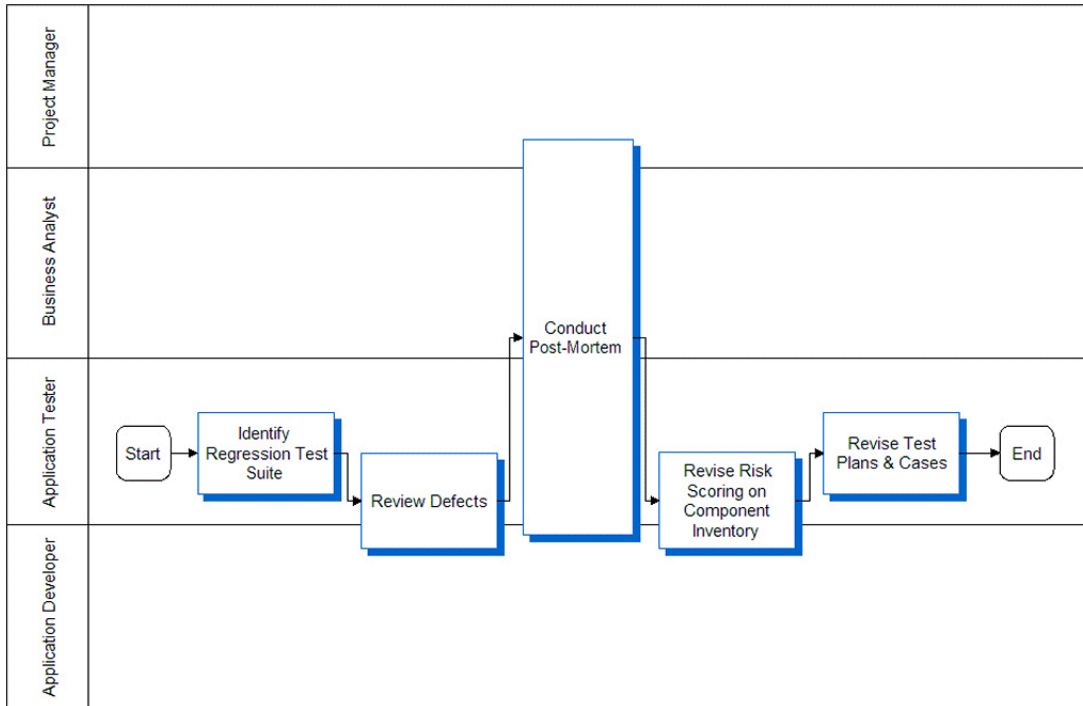 Project Manager
Business Analyst
Application Tester
Application Developer
Start
Identify
Regression Test
Suite
Review Defects
Conduct
Post-Mortem
Revise Risk
Scoring on
Component
Inventory
Revise Test
Plans & Cases
End